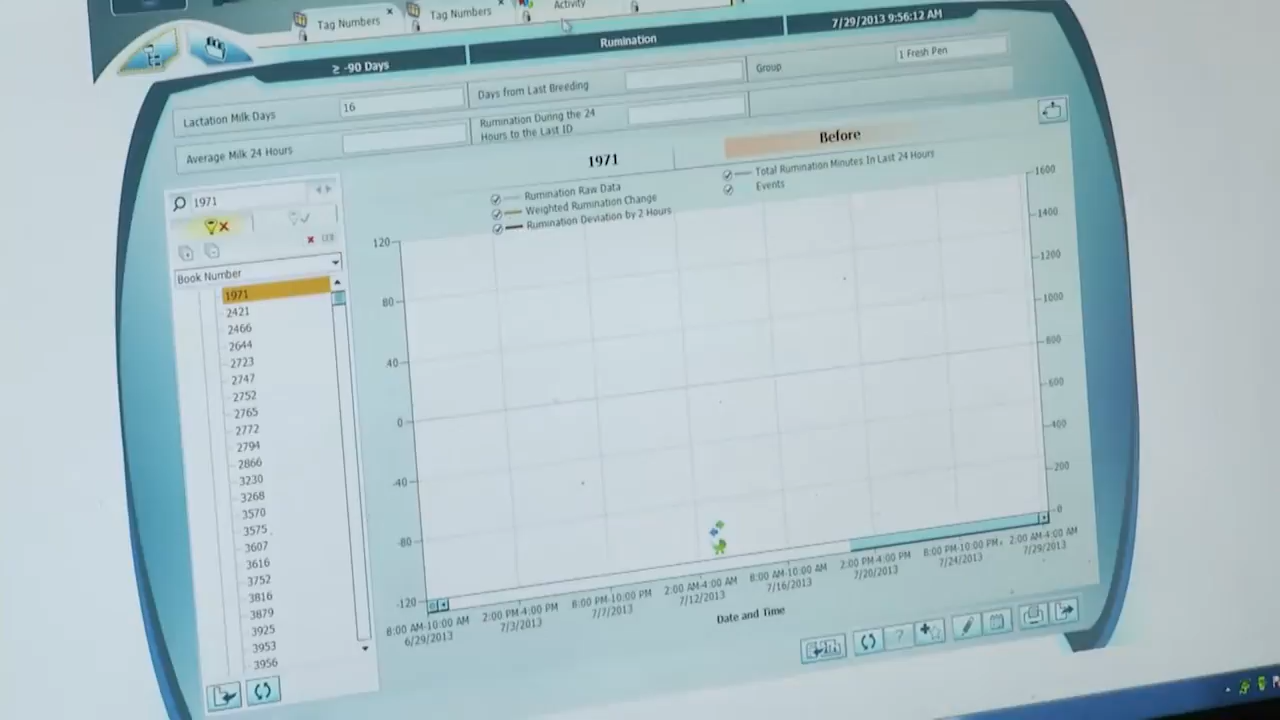 Tag Numbers
Tag Numbers
Activity
≥ -90 Days
Rumination
7/29/2013 9:56:12 AM
Lactation Milk Days
16
Days from Last Breeding
Group
1 Fresh Pen
Average Milk 24 Hours
Rumination During the 24
Hours to the Last ID
1971
Before
Rumination Raw Data
Weighted Rumination Change
Rumination Deviation by 2 Hours
Total Rumination Minutes In Last 24 Hours
Events
1971
Book Number
1971
2421
2466
2644
2723
2747
2752
2765
2772
2794
2866
3230
3268
3570
3575
3607
3616
3752
3816
3879
3925
3953
3956
120
80
40
0
-40
-80
-120
1600
1400
1200
1000
800
600
400
200
0
8:00 AM-10:00 AM
6/29/2013
2:00 PM-4:00 PM
7/3/2013
8:00 PM-10:00 PM
7/7/2013
2:00 AM-4:00 AM
7/12/2013
8:00 AM-10:00 AM
7/16/2013
2:00 PM-4:00 PM
7/20/2013
8:00 PM-10:00 PM
7/24/2013
2:00 AM-4:00 AM
7/29/2013
Date and Time